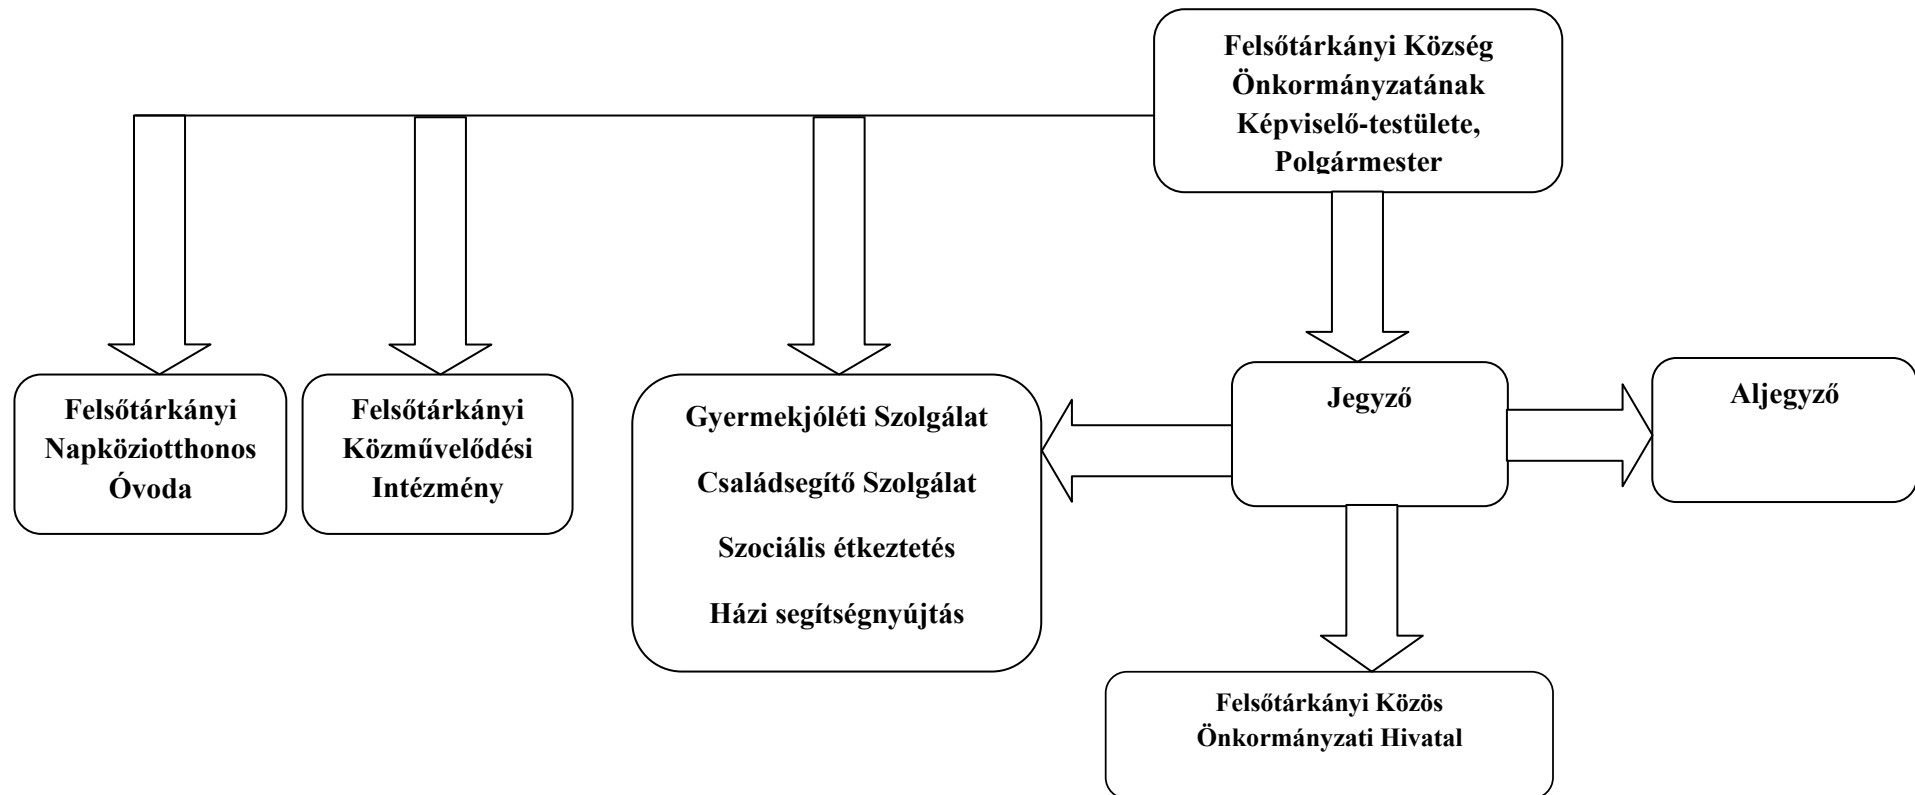 Felsőtárkányi Község
Önkormányzatának
Képviselő-testülete,
Polgármester
Felsőtárkányi
Napköziotthonos
Óvoda
Felsőtárkányi
Közművelődési
Intézmény
Gyermekjóléti Szolgálat
Családsegítő Szolgálat
Szociális étkeztetés
Házi segítségnyújtás
Jegyző
Aljegyző
Felsőtárkányi Közös
Önkormányzati Hivatal